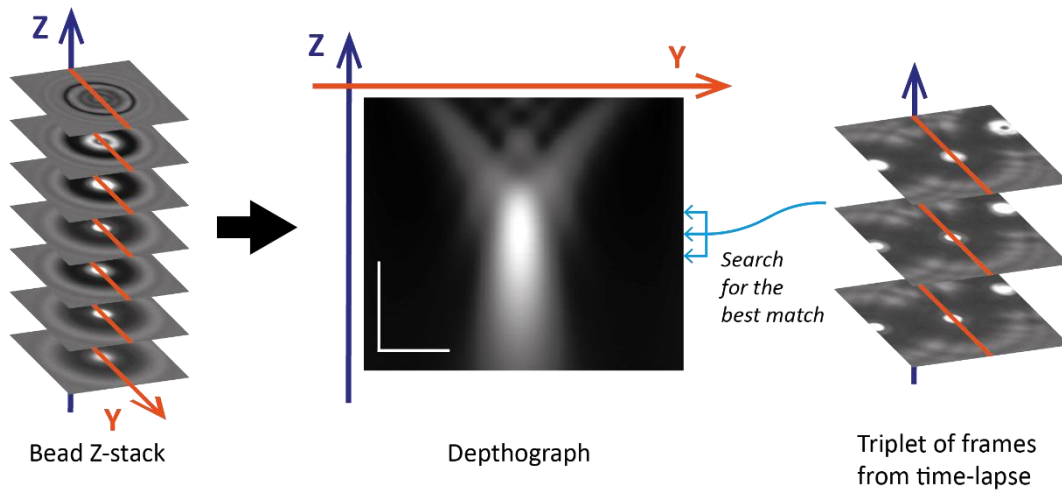 Z
Z
Y
Search
for the
best match
Y
Bead Z-stack
Depthograph
Triplet of frames
from time-lapse